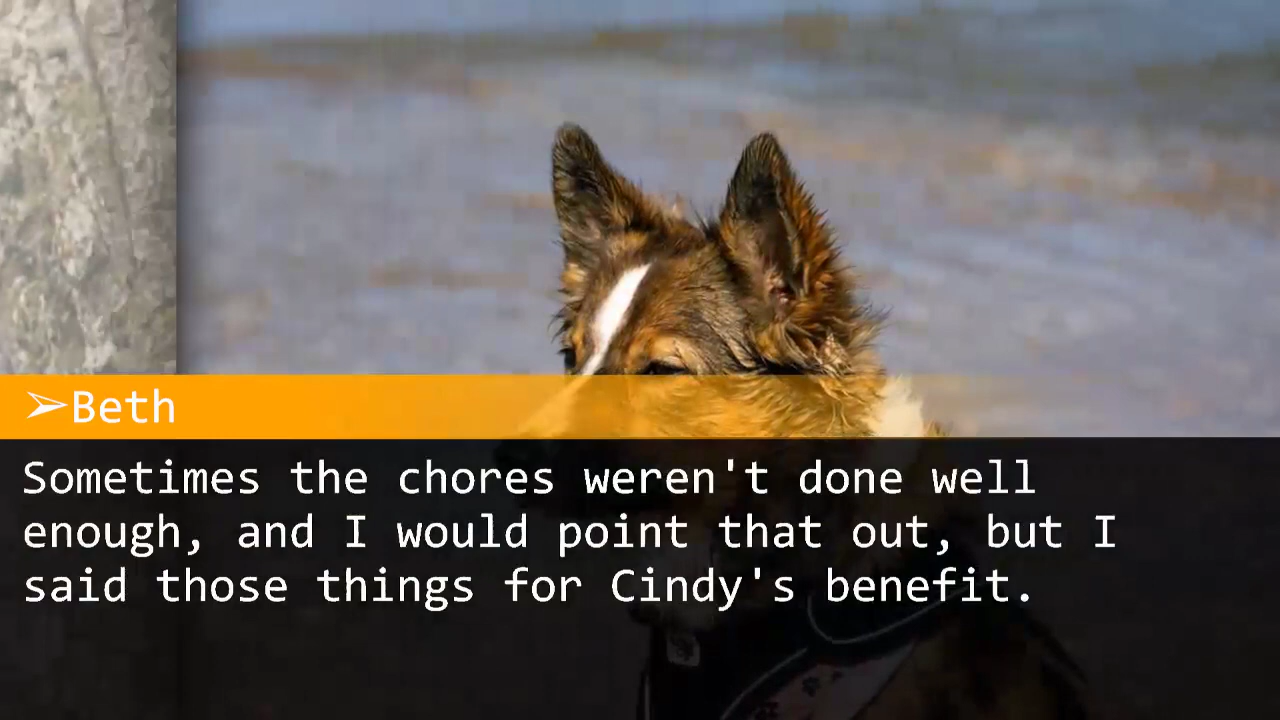 ➢Beth
Sometimes the chores weren't done well
enough, and I would point that out, but I
said those things for Cindy's benefit.